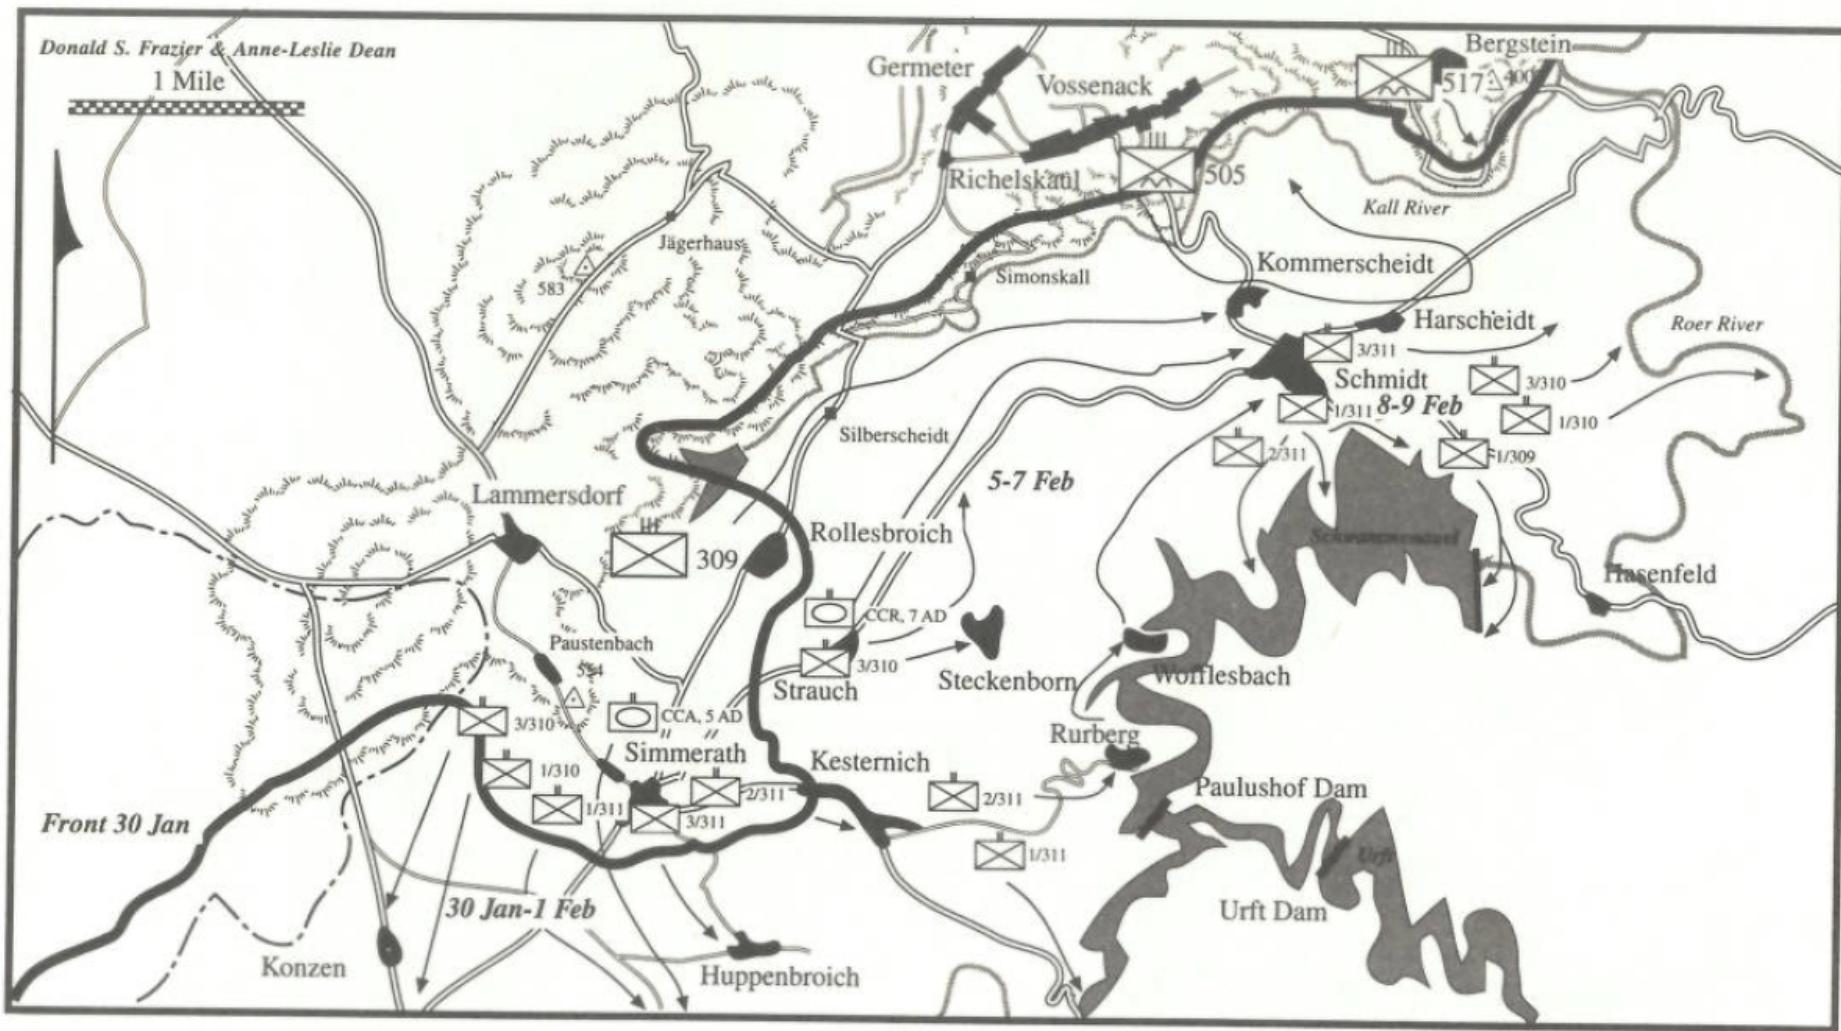 Donald S. Frazier & Anne-Leslie Dean
1 Mile
Germeter
Vossenack
Bergstein
517
400
Richelskaul
505
Kall River
Jägerhaus
583
Simonskall
Kommerscheidt
Harscheidt
Roer River
3/311
Schmidt
3/310
1/311
8-9 Feb
1/310
Silberscheidt
2/311
1/309
5-7 Feb
Lammersdorf
Rollesbroich
309
Schwammenauel
Hasenfeld
CCR, 7 AD
Paustenbach
554
3/310
Strauch
Steckenborn
Wofflesbach
3/310
CCA, 5 AD
Simmerath
Rurberg
Kesternich
1/310
2/311
2/311
Paulushof Dam
1/311
3/311
Front 30 Jan
1/311
Urft
30 Jan-1 Feb
Urft Dam
Konzen
Huppenbroich